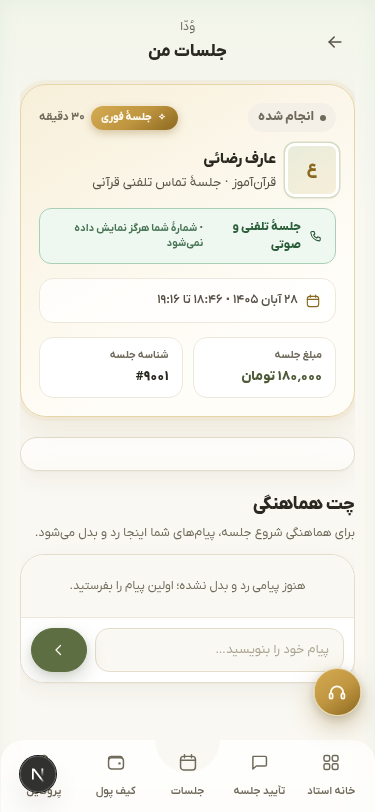 وُدّا
جلسات من
انجام شده
جلسهٔ فوری
۳۰ دقیقه
ع
عارف رضائی
قرآن‌آموز · جلسهٔ تماس تلفنی قرآنی
جلسهٔ تلفنی و صوتی
· شمارهٔ شما هرگز نمایش داده نمی‌شود
۲۸ آبان ۱۴۰۵ · ۱۸:۴۶ تا ۱۹:۱۶
مبلغ جلسه
۱۸۰,۰۰۰ تومان
شناسه جلسه
#۹۰۰۱
چت هماهنگی
برای هماهنگی شروع جلسه، پیام‌های شما اینجا رد و بدل می‌شود.
هنوز پیامی رد و بدل نشده؛ اولین پیام را بفرستید.
پیام خود را بنویسید...
خانه استاد
تأیید جلسه
جلسات
کیف پول
پروفایل
N